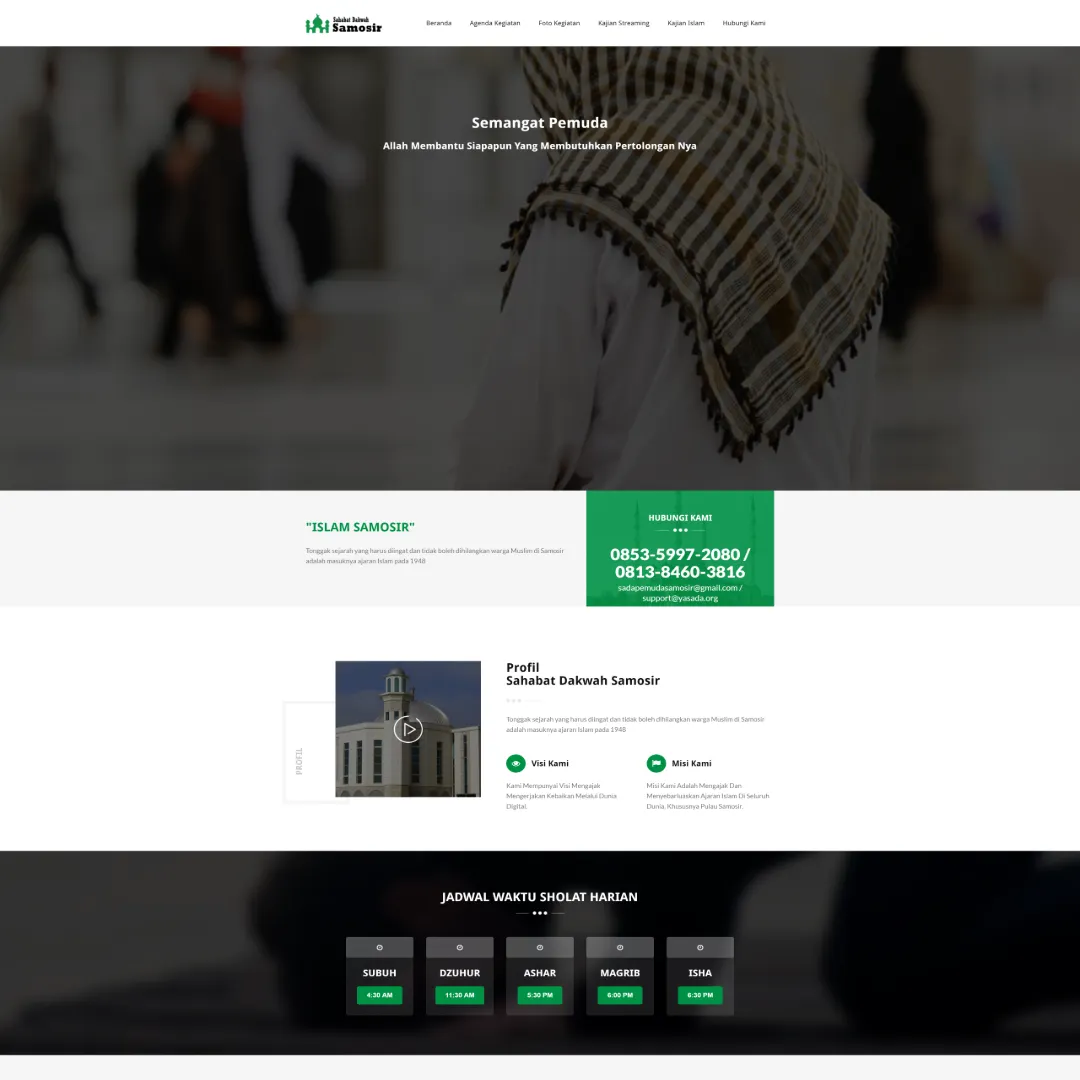 Sahabat Dakwah
Samosir
Beranda
Agenda Kegiatan
Foto Kegiatan
Kajian Streaming
Kajian Islam
Hubungi Kami
Semangat Pemuda
Allah Membantu Siapapun Yang Membutuhkan Pertolongan Nya
"ISLAM SAMOSIR"
Tonggak sejarah yang harus diingat dan tidak boleh dihilangkan warga Muslim di Samosir
adalah masuknya ajaran Islam pada 1948
HUBUNGI KAMI
0853-5997-2080 /
0813-8460-3816
sadapemudasamosir@gmail.com /
support@yasada.org
PROFIL
Profil
Sahabat Dakwah Samosir
Tonggak sejarah yang harus diingat dan tidak boleh dihilangkan warga Muslim di Samosir
adalah masuknya ajaran Islam pada 1948
Visi Kami
Kami Mempunyai Visi Mengajak
Mengerjakan Kebaikan Melalui Dunia
Digital.
Misi Kami
Misi Kami Adalah Mengajak Dan
Menyebarluaskan Ajaran Islam Di Seluruh
Dunia, Khususnya Pulau Samosir.
JADWAL WAKTU SHOLAT HARIAN
SUBUH
4:30 AM
DZUHUR
11:30 AM
ASHAR
5:30 PM
MAGRIB
6:00 PM
ISHA
6:30 PM